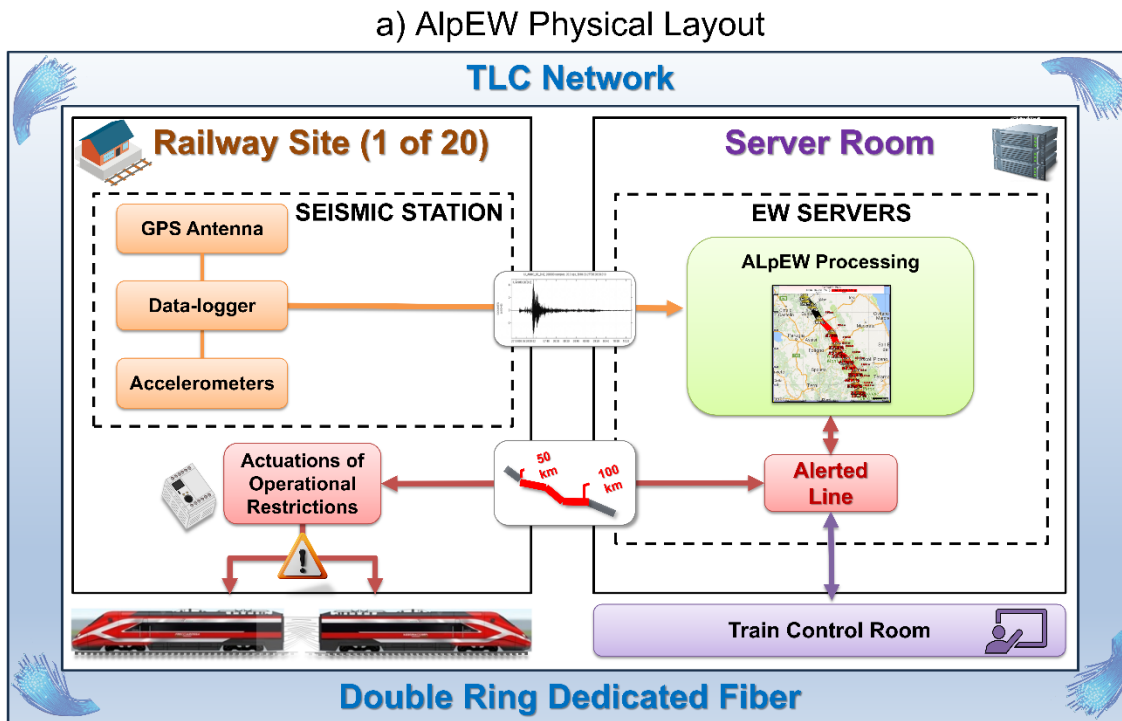 a) AlpEW Physical Layout
TLC Network
Railway Site (1 of 20)
Server Room
SEISMIC STATION
EW SERVERS
GPS Antenna
Data-logger
Accelerometers
ALpEW Processing
Actuations of
Operational
Restrictions
50
km
100
km
Alerted
Line
Train Control Room
Double Ring Dedicated Fiber